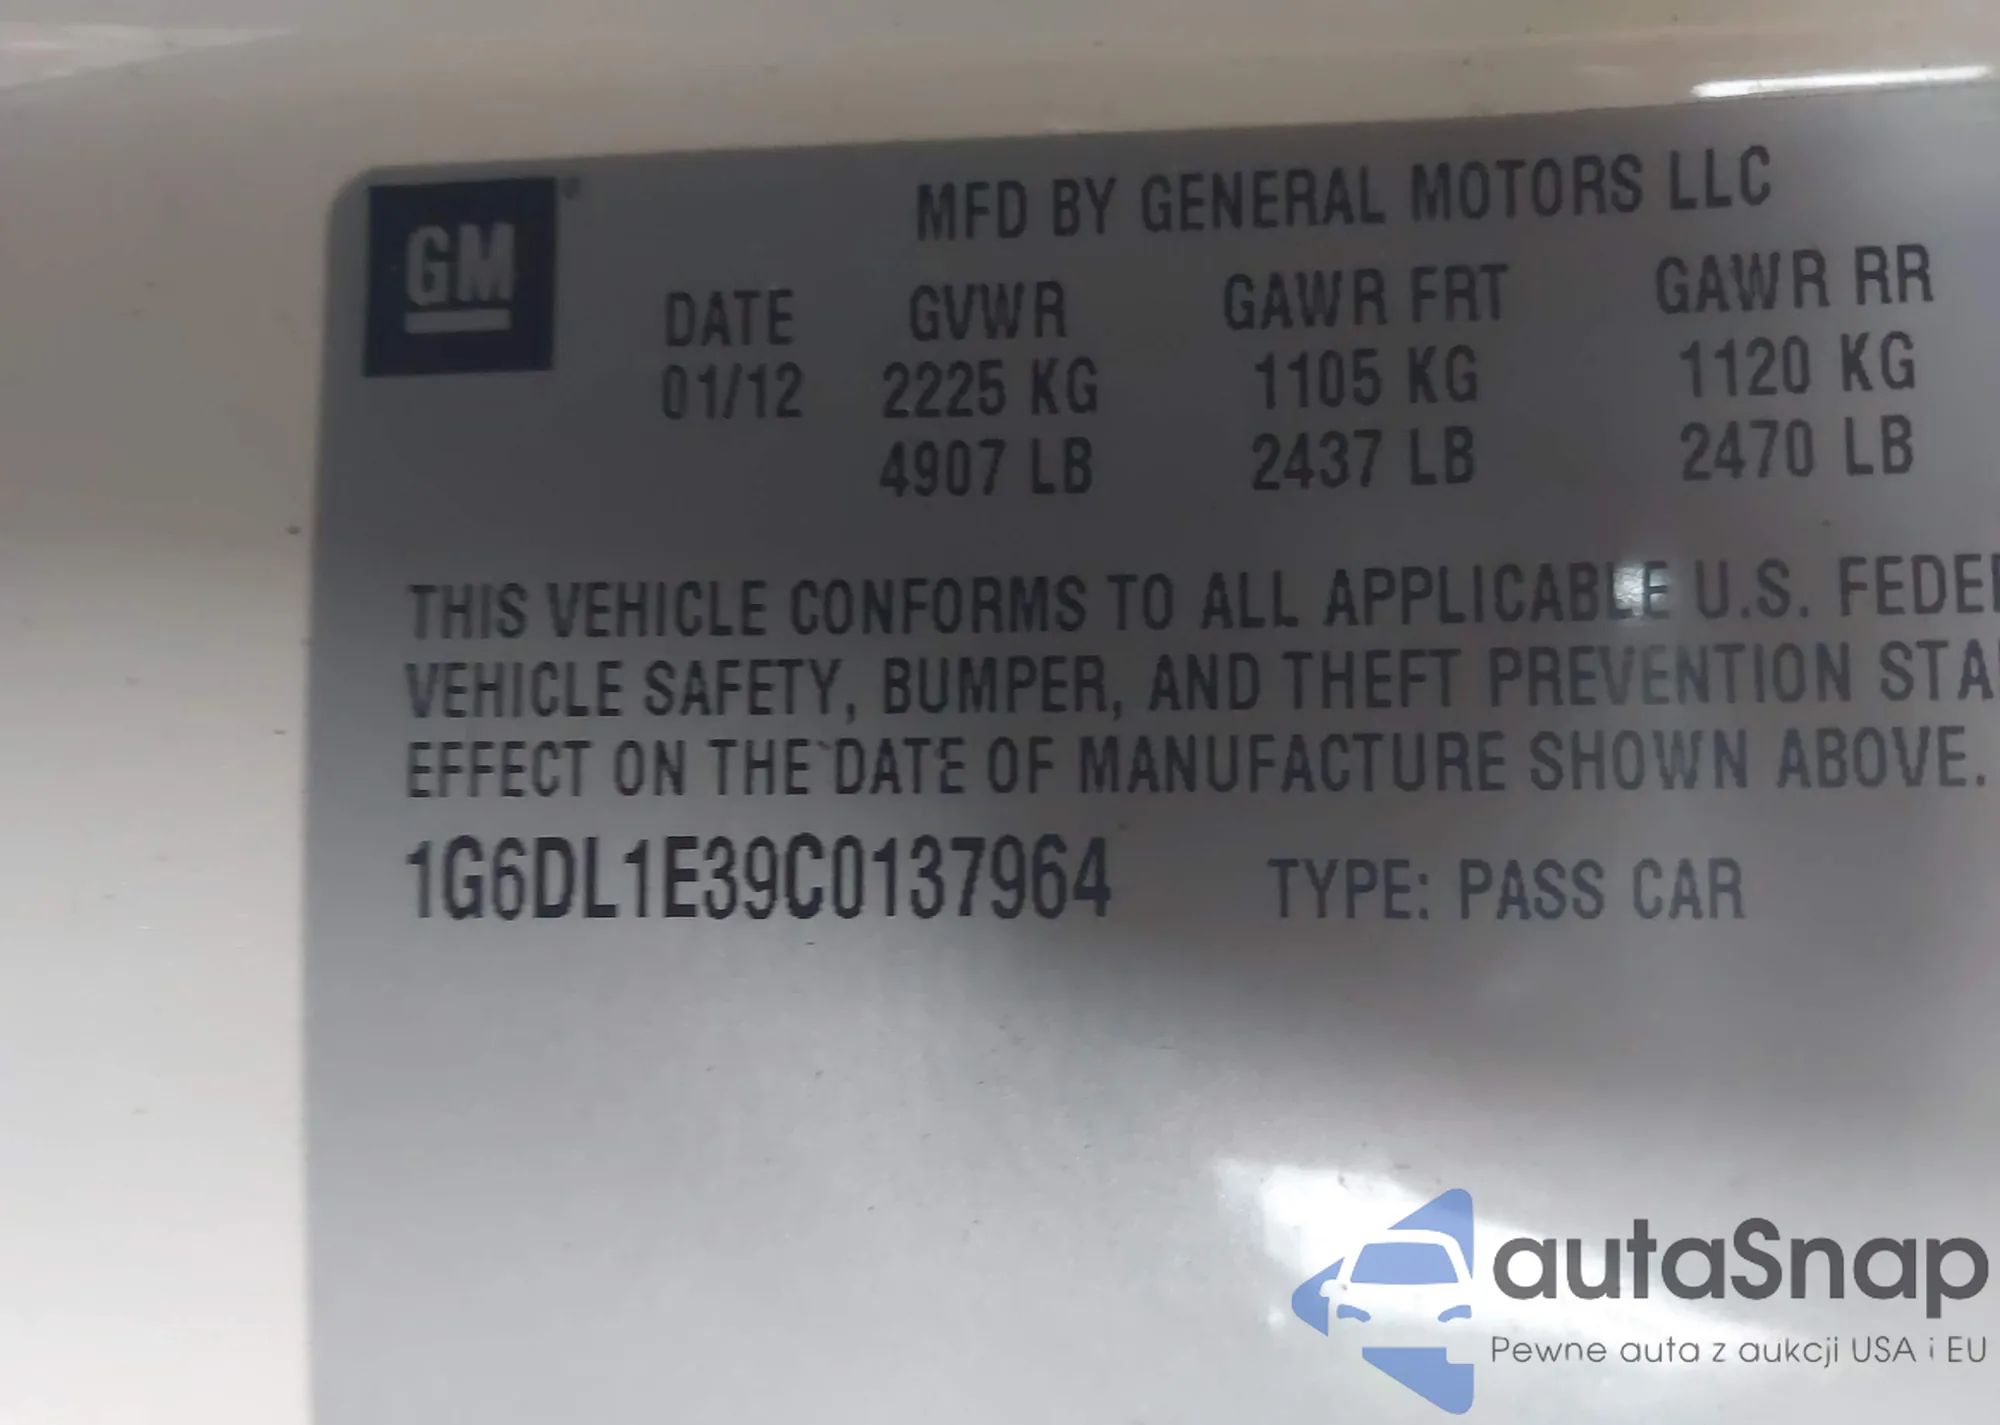 GM
MFD BY GENERAL MOTORS LLC
DATE GVWR GAWR FRT GAWR RR
01/12 2225 KG 1105 KG 1120 KG
4907 LB 2437 LB 2470 LB
THIS VEHICLE CONFORMS TO ALL APPLICABLE U.S. FEDE
VEHICLE SAFETY, BUMPER, AND THEFT PREVENTION STA
EFFECT ON THE DATE OF MANUFACTURE SHOWN ABOVE.
1G6DL1E39C0137964 TYPE: PASS CAR
autaSnap
Pewne auta z aukcji USA i EU